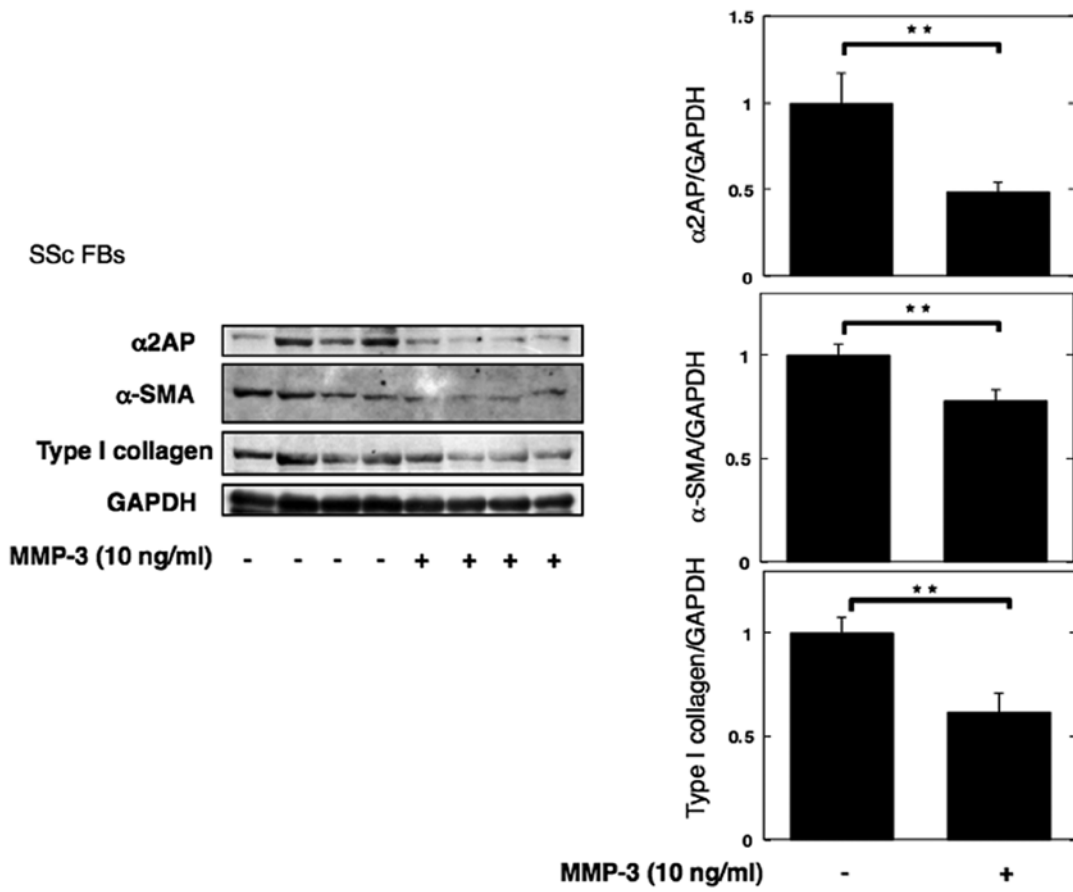 SSc FBs
α2AP
α-SMA
Type I collagen
GAPDH
MMP-3 (10 ng/ml) - - - - + + + +
α2AP/GAPDH
1.5
1
0.5
0
**
α-SMA/GAPDH
1
0.5
0
**
Type I collagen/GAPDH
1
0.5
0
**
MMP-3 (10 ng/ml) - +